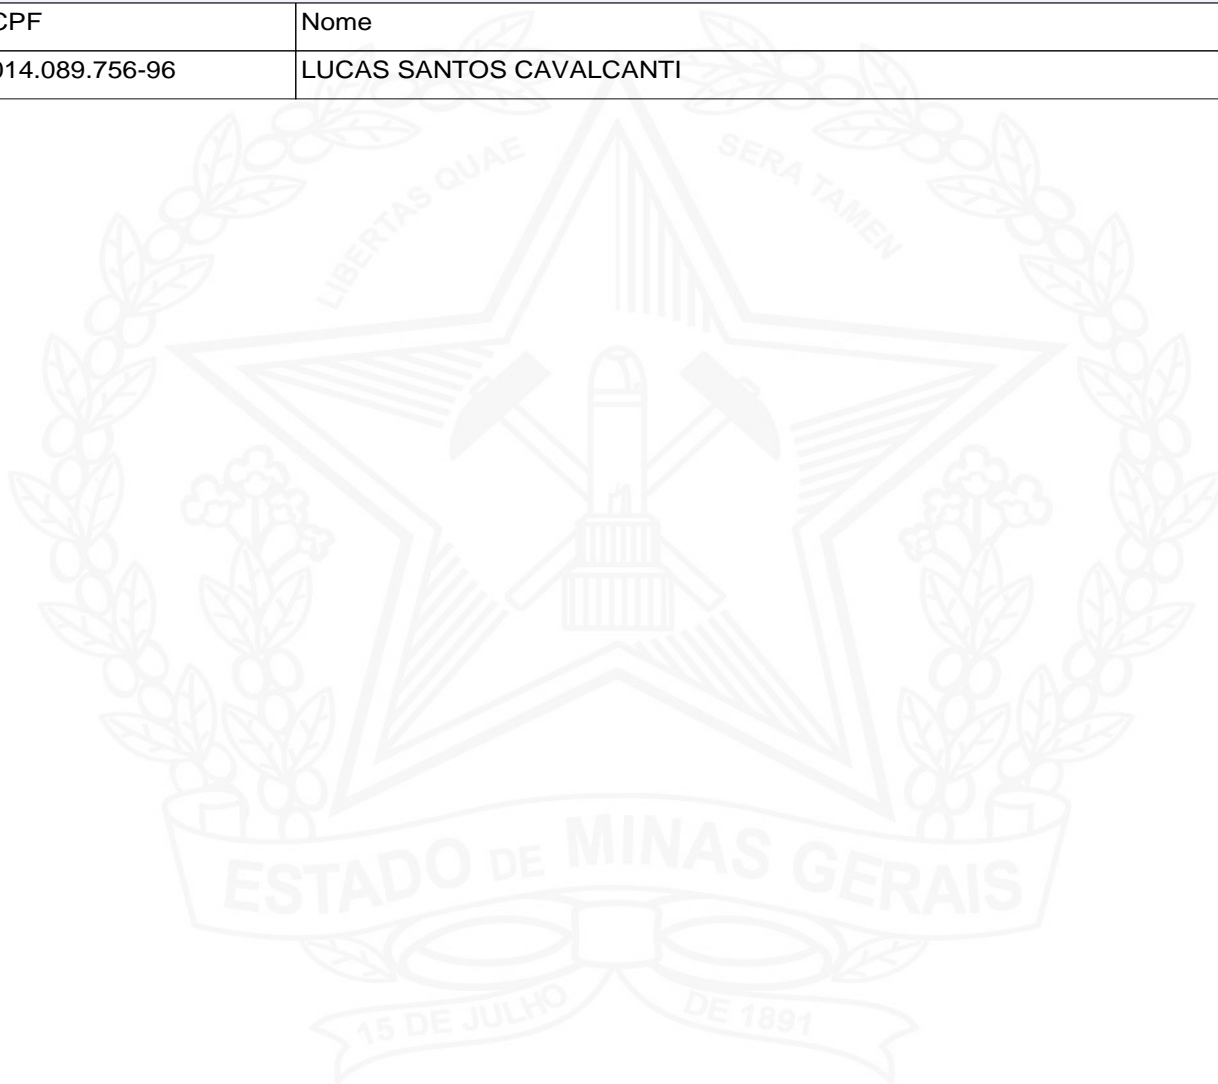 CPF Nome
014.089.756-96 LUCAS SANTOS CAVALCANTI
LIBERTAS QUAE SERA TAMEN
ESTADO DE MINAS GERAIS
15 DE JULHO DE 1891